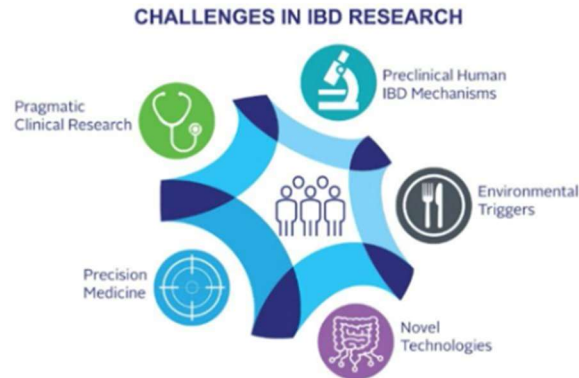 CHALLENGES IN IBD RESEARCH
Preclinical Human
IBD Mechanisms
Pragmatic
Clinical Research
Environmental
Triggers
Precision
Medicine
Novel
Technologies